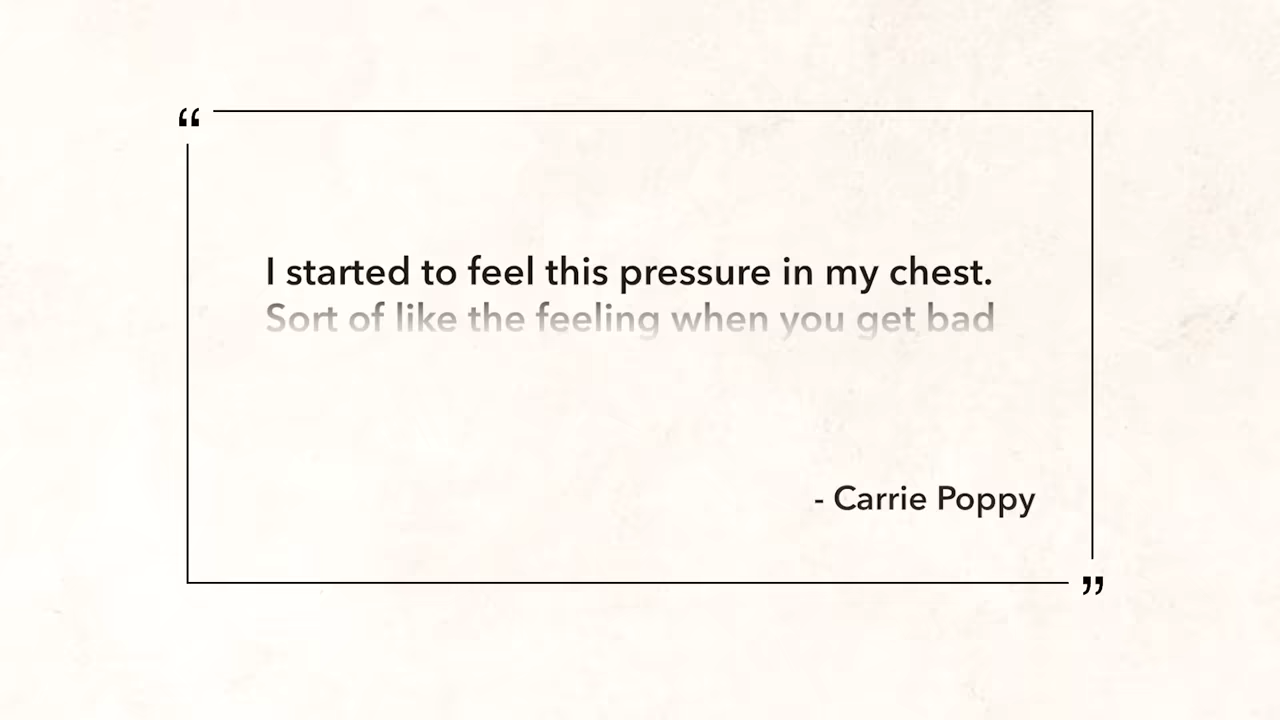 “
I started to feel this pressure in my chest.
Sort of like the feeling when you get bad
- Carrie Poppy
”